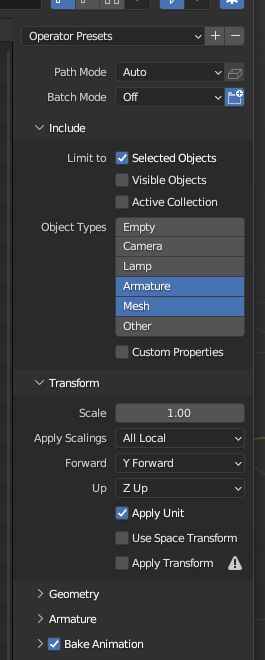 Operator Presets
Path Mode Auto
Batch Mode Off
Include
Limit to Selected Objects
Visible Objects
Active Collection
Object Types Empty
Camera
Lamp
Armature
Mesh
Other
Custom Properties
Transform
Scale 1.00
Apply Scalings All Local
Forward Y Forward
Up Z Up
Apply Unit
Use Space Transform
Apply Transform
Geometry
Armature
Bake Animation